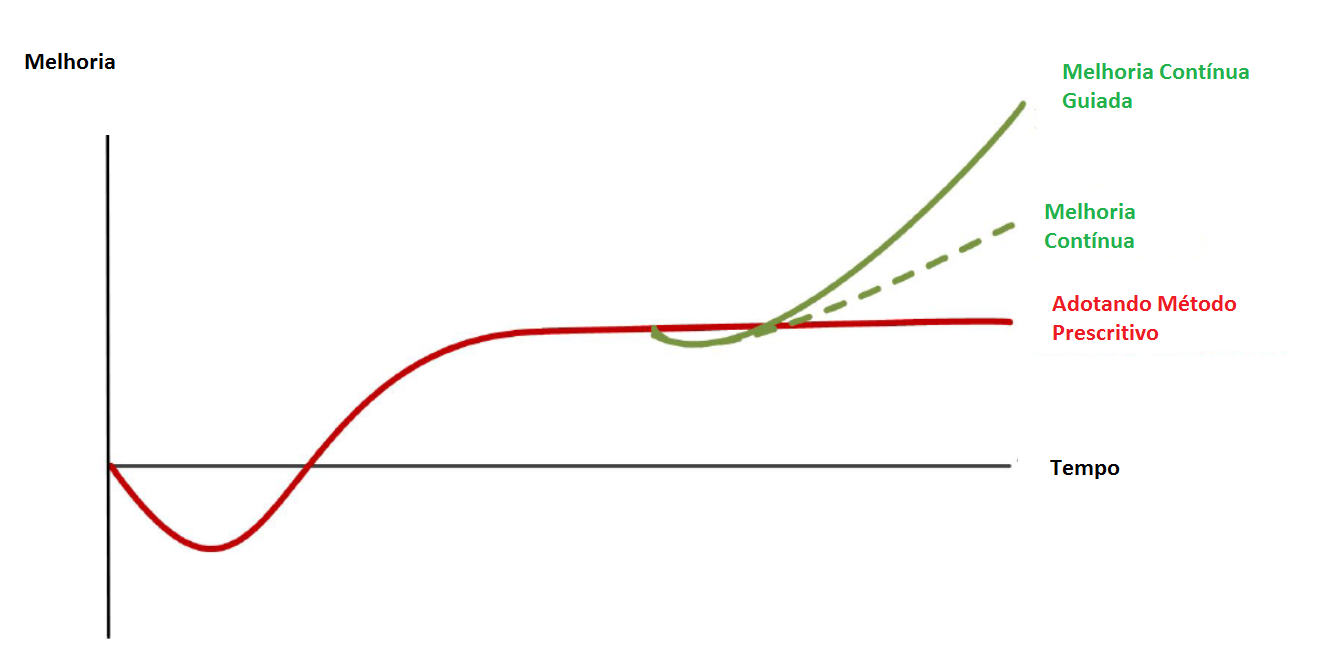 Melhoria
Melhoria Contínua
Guiada
Melhoria
Contínua
Adotando Método
Prescritivo
Tempo